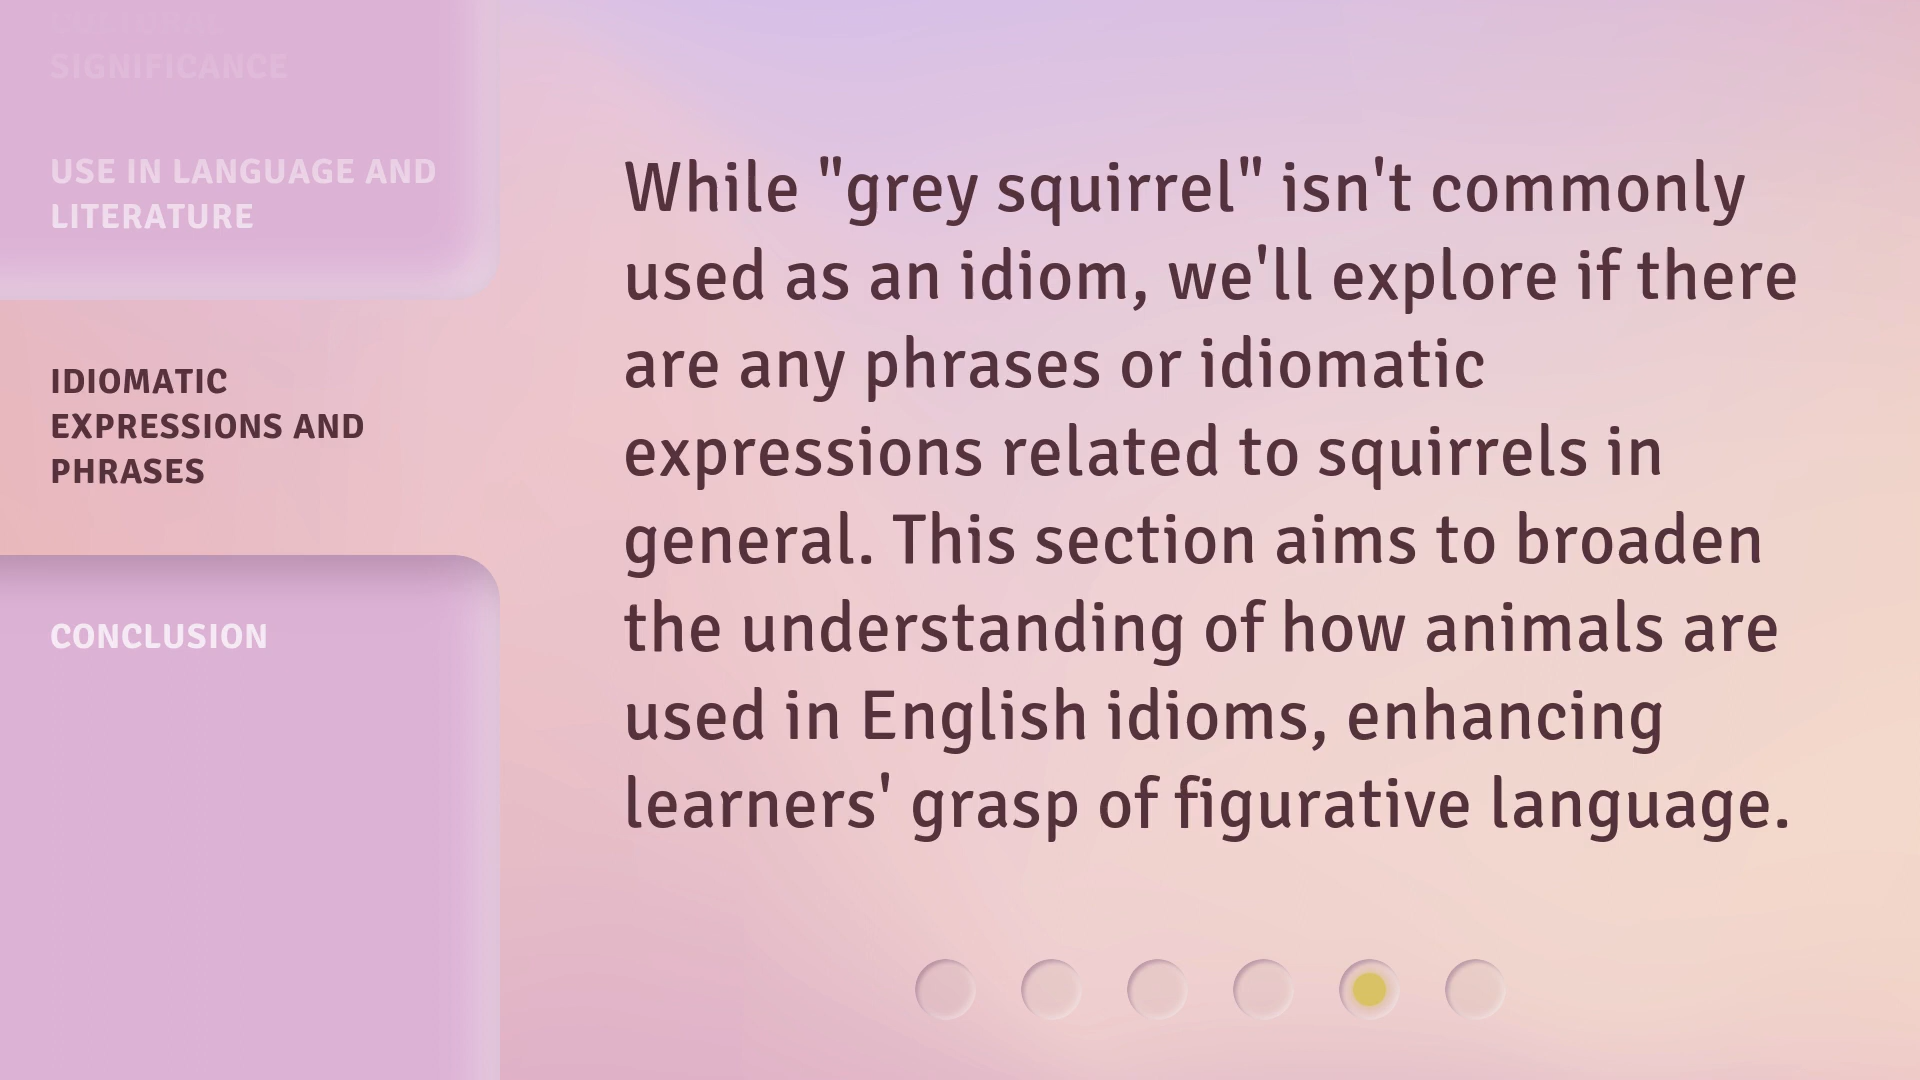 CULTURAL
SIGNIFICANCE
USE IN LANGUAGE AND
LITERATURE
IDIOMATIC
EXPRESSIONS AND
PHRASES
CONCLUSION
While "grey squirrel" isn't commonly
used as an idiom, we'll explore if there
are any phrases or idiomatic
expressions related to squirrels in
general. This section aims to broaden
the understanding of how animals are
used in English idioms, enhancing
learners' grasp of figurative language.